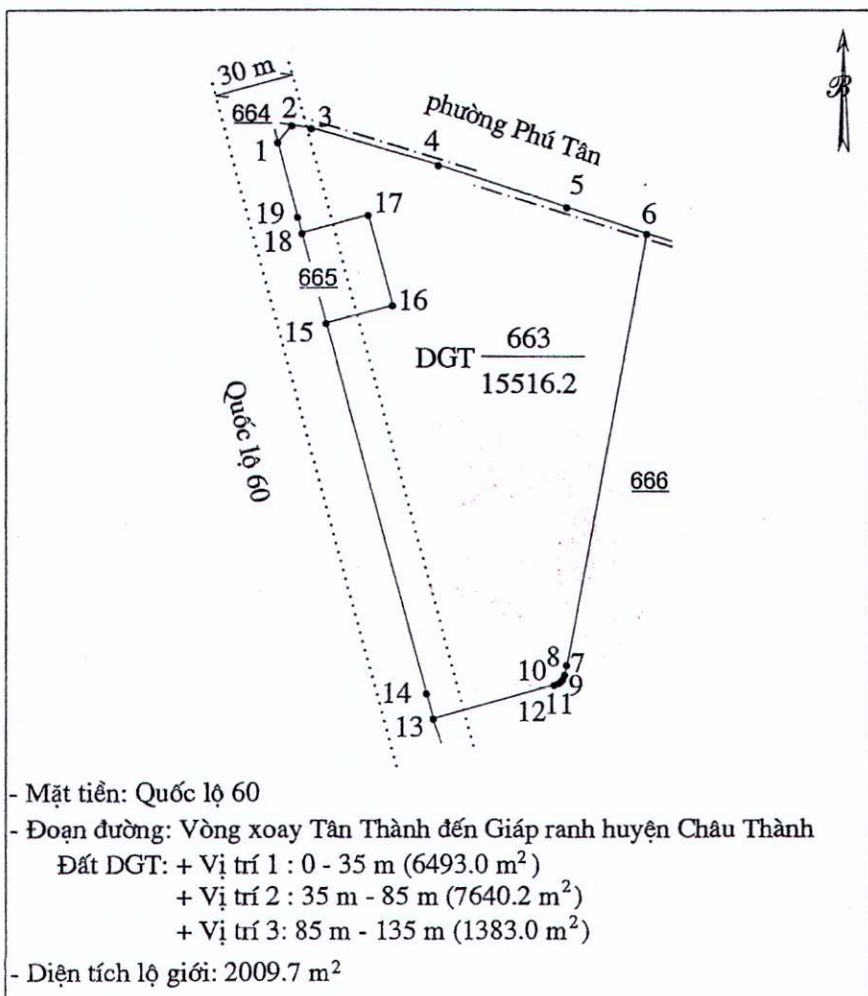 30 m
664
2
3
1
phường Phú Tân
4
5
6
B
19
17
18
665
16
15
DGT 663
15516.2
Quốc lộ 60
666
8
7
10
9
14
12
11
13
- Mặt tiền: Quốc lộ 60
- Đoạn đường: Vòng xoay Tân Thành đến Giáp ranh huyện Châu Thành
Đất DGT: + Vị trí 1 : 0 - 35 m (6493.0 m²)
+ Vị trí 2 : 35 m - 85 m (7640.2 m²)
+ Vị trí 3: 85 m - 135 m (1383.0 m²)
- Diện tích lộ giới: 2009.7 m²